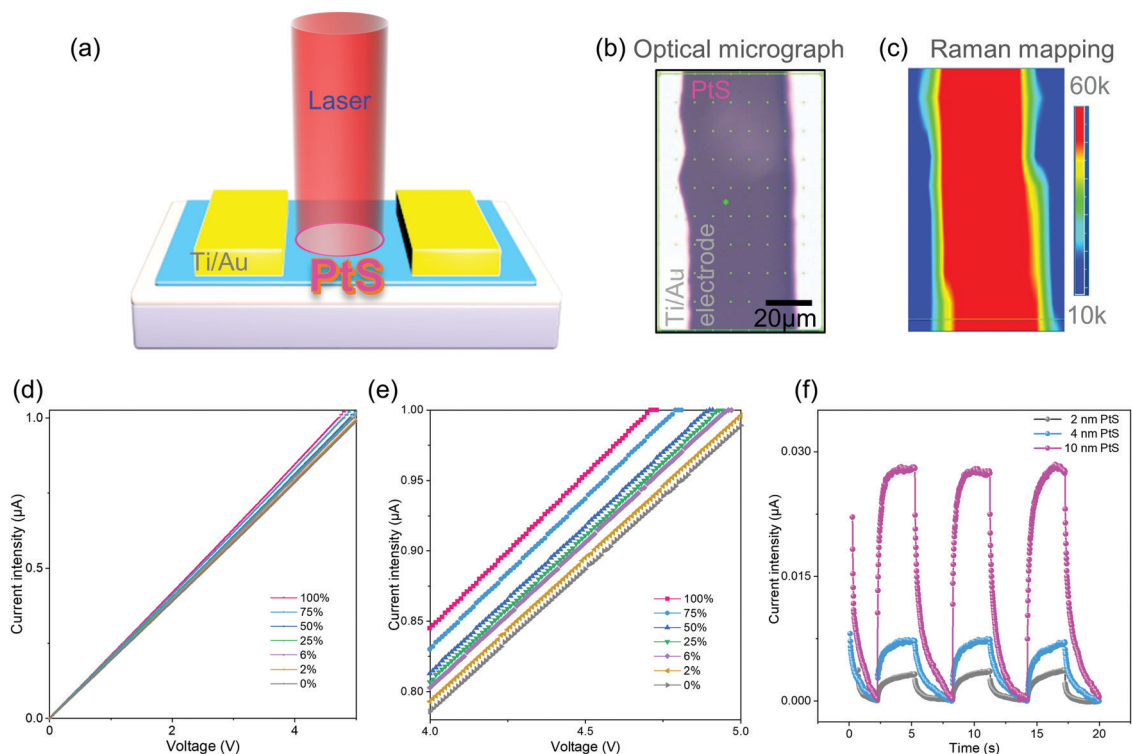 (a)
Laser
Ti/Au
PtS
(b) Optical micrograph
PtS
Ti/Au
electrode
20μm
(c) Raman mapping
60k
10k
(d)
Current intensity (μA)
1.0
0.5
0.0
0
2
4
Voltage (V)
100%
75%
50%
25%
6%
2%
0%
(e)
Current intensity (μA)
1.00
0.95
0.90
0.85
0.80
4.0
4.5
5.0
Voltage (V)
100%
75%
50%
25%
6%
2%
0%
(f)
Current intensity (μA)
0.030
0.015
0.000
0
5
10
15
20
Time (s)
2 nm PtS
4 nm PtS
10 nm PtS